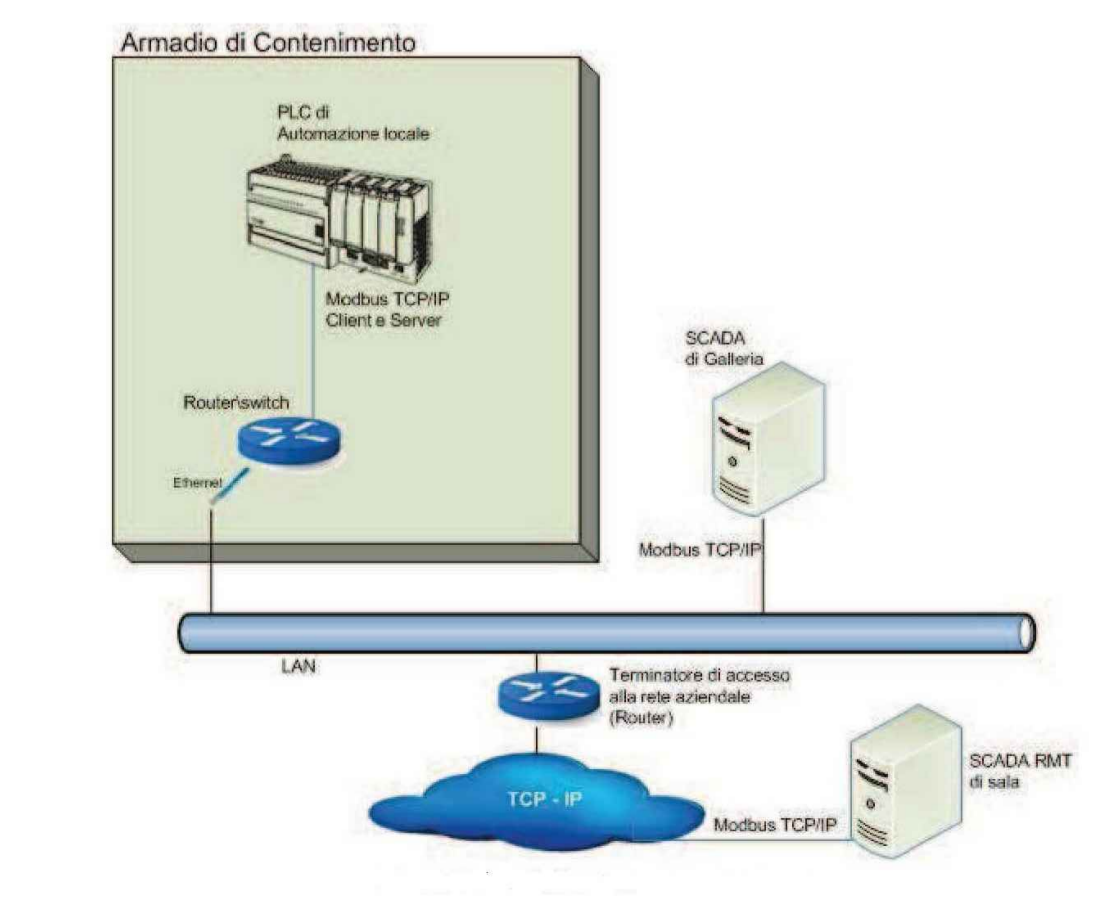 Armadio di Contenimento
PLC di
Automazione locale
Modbus TCP/IP
Client e Server
Router\switch
Ethernet
SCADA
di Galleria
Modbus TCP/IP
LAN
Terminatore di accesso
alla rete aziendale
(Router)
TCP - IP
SCADA RMT
di sala
Modbus TCP/IP